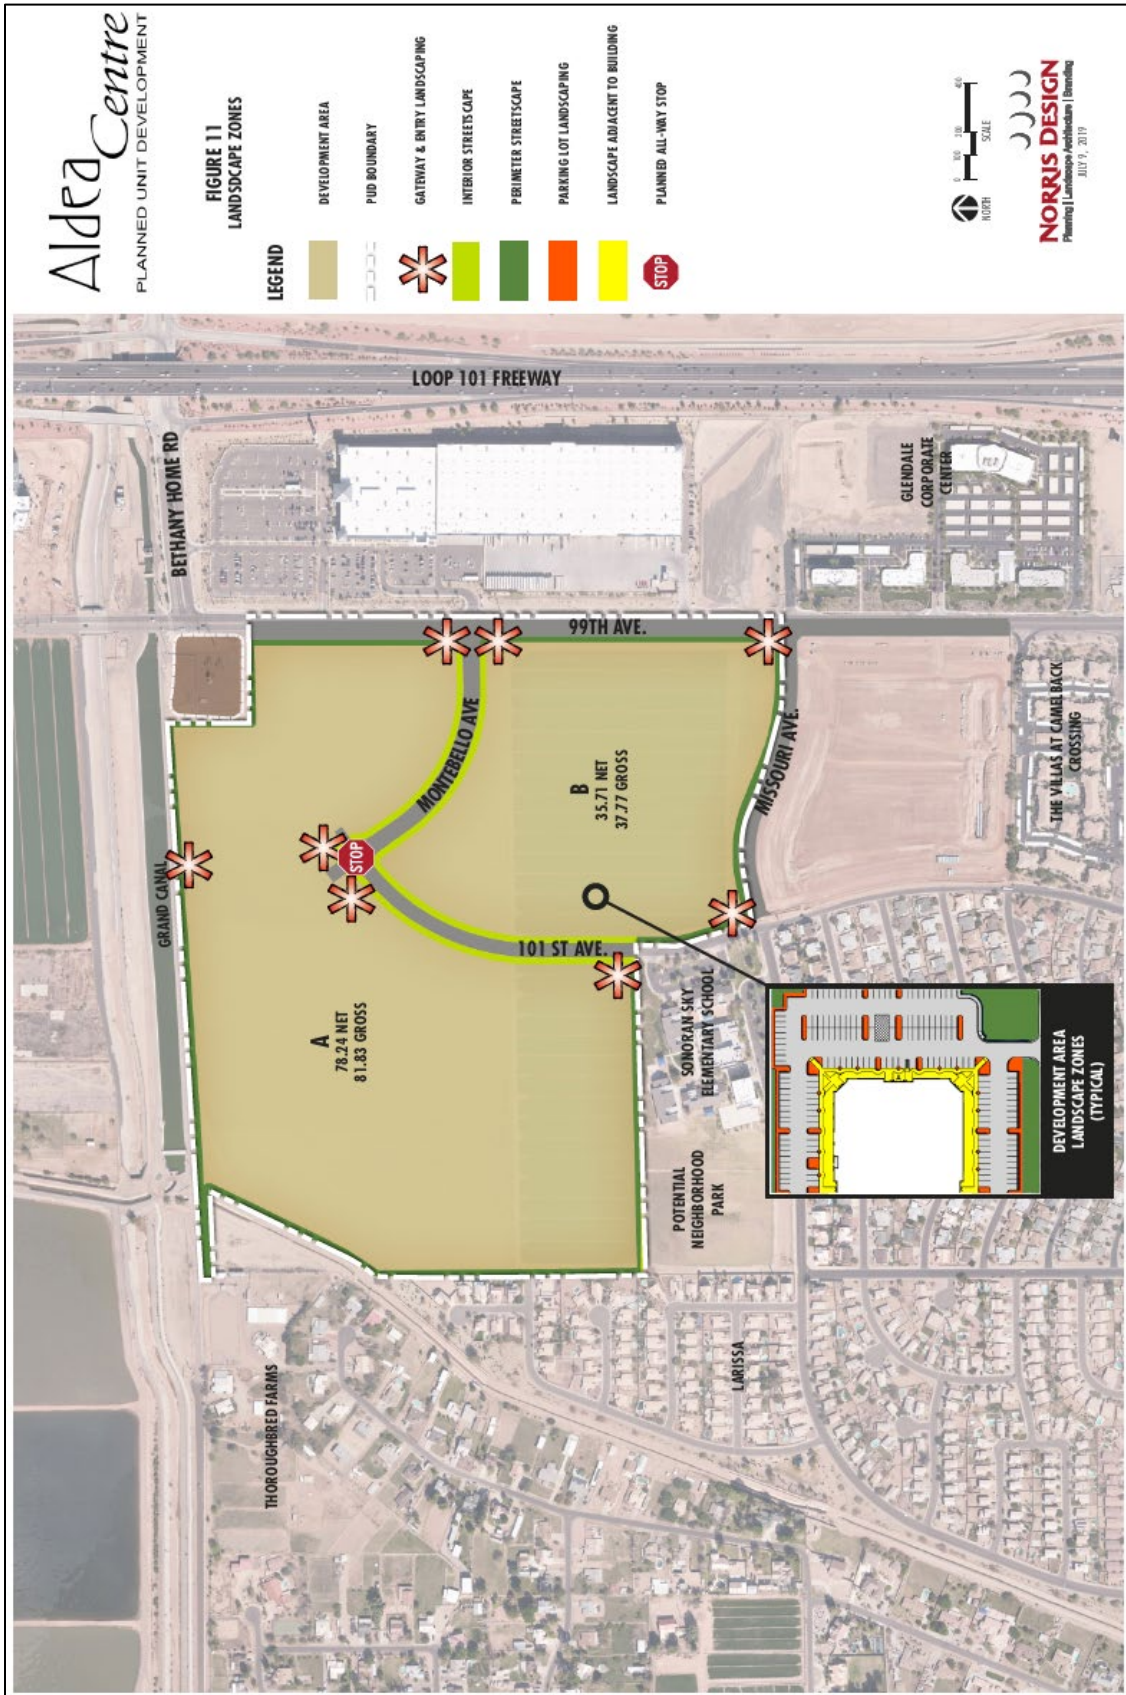 Aldea
Centre
PLANNED UNIT DEVELOPMENT
FIGURE 11
LANDSDCAPE ZONES
LEGEND
DEVELOPMENT AREA
PUD BOUNDARY
GATEWAY & ENTRY LANDSCAPING
INTERIOR STREETSCAPE
PERIMETER STREETSCAPE
PARKING LOT LANDSCAPING
LANDSCAPE ADJACENT TO BUILDING
STOP
PLANNED ALL-WAY STOP
NORTH
0 100 200 400
SCALE
NORRIS DESIGN
Planning | Landscape Architecture | Branding
JULY 9, 2019
LOOP 101 FREEWAY
BETHANY HOME RD
GLENDALE
CORPORATE
CENTER
99TH AVE.
GRAND CANAL
MONTEBELLO AVE
STOP
B
35.71 NET
37.77 GROSS
MISSOURI AVE.
THE VILLAS AT CAMELBACK
CROSSING
101 ST AVE.
A
78.24 NET
81.83 GROSS
SONORAN SKY
ELEMENTARY SCHOOL
POTENTIAL
NEIGHBORHOOD
PARK
DEVELOPMENT AREA
LANDSCAPE ZONES
(TYPICAL)
THOROUGHBRED FARMS
LARISSA